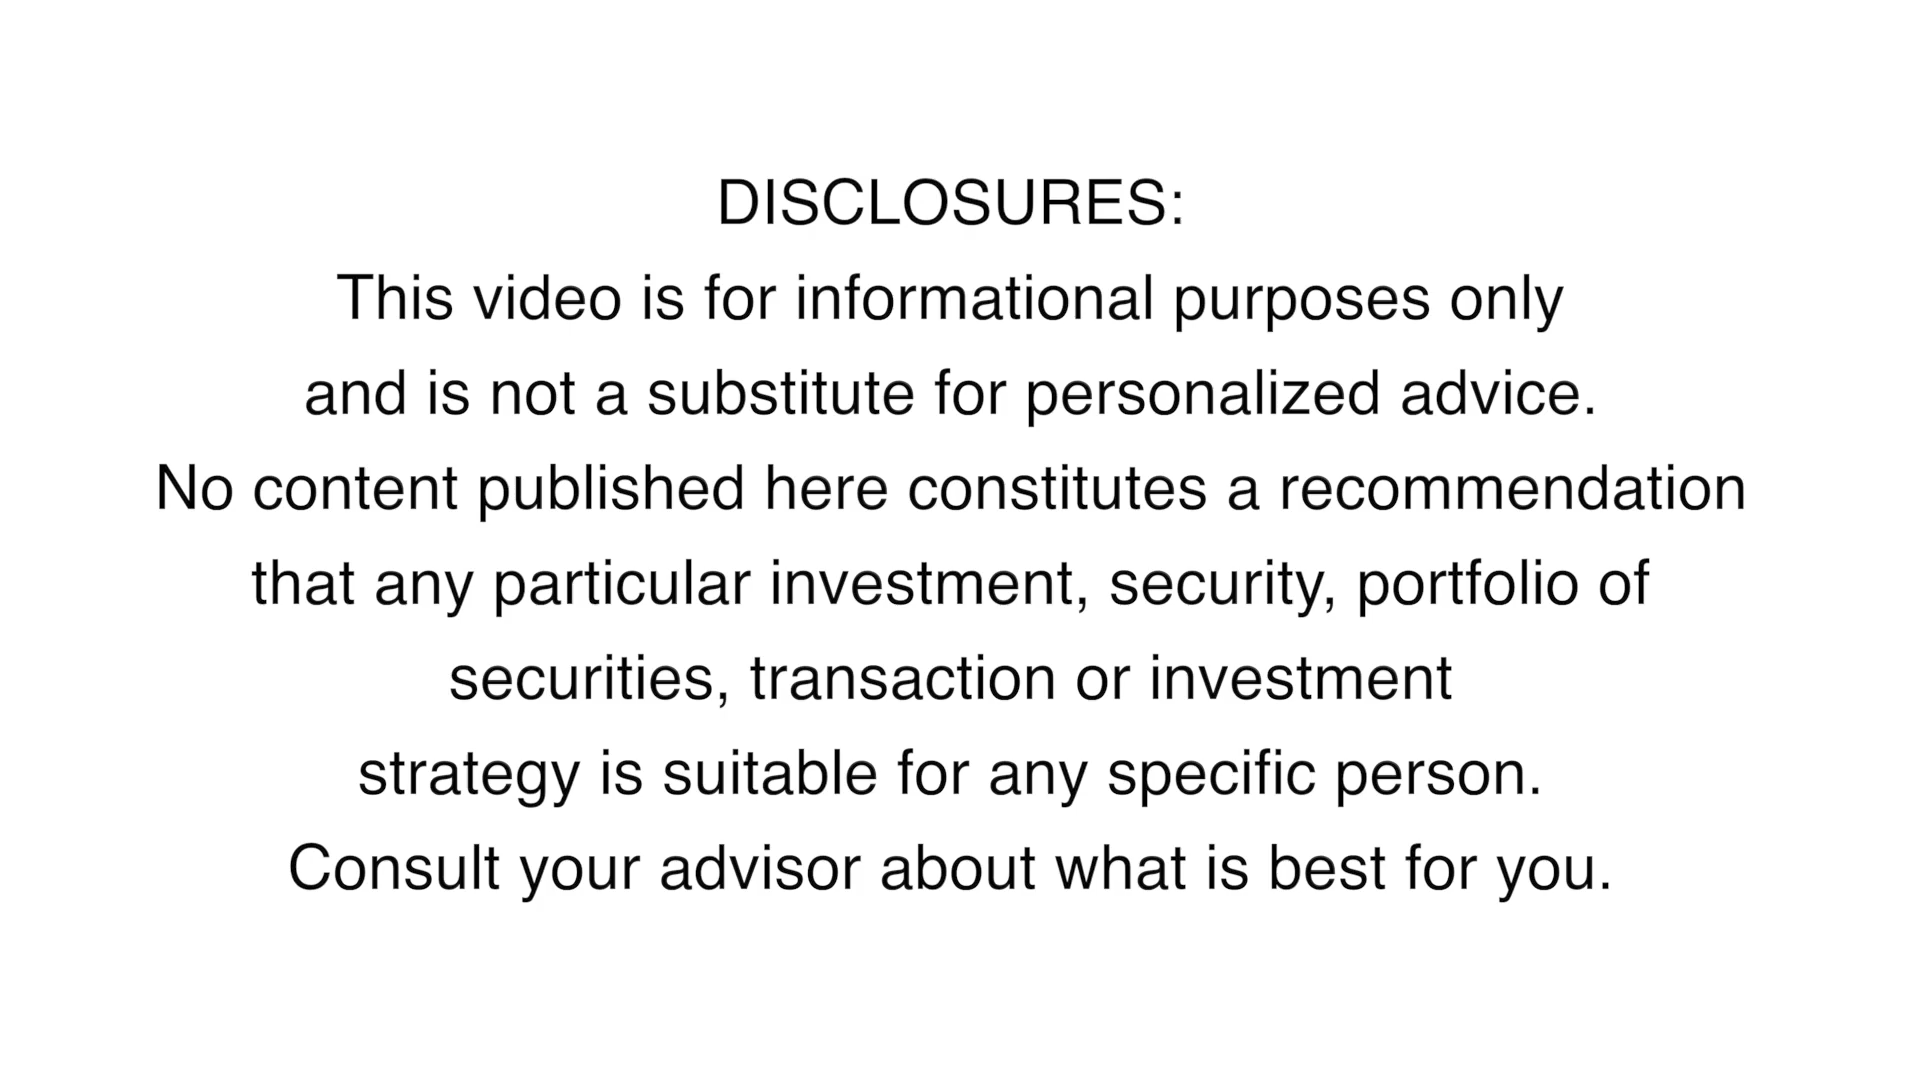 DISCLOSURES:
This video is for informational purposes only
and is not a substitute for personalized advice.
No content published here constitutes a recommendation
that any particular investment, security, portfolio of
securities, transaction or investment
strategy is suitable for any specific person.
Consult your advisor about what is best for you.